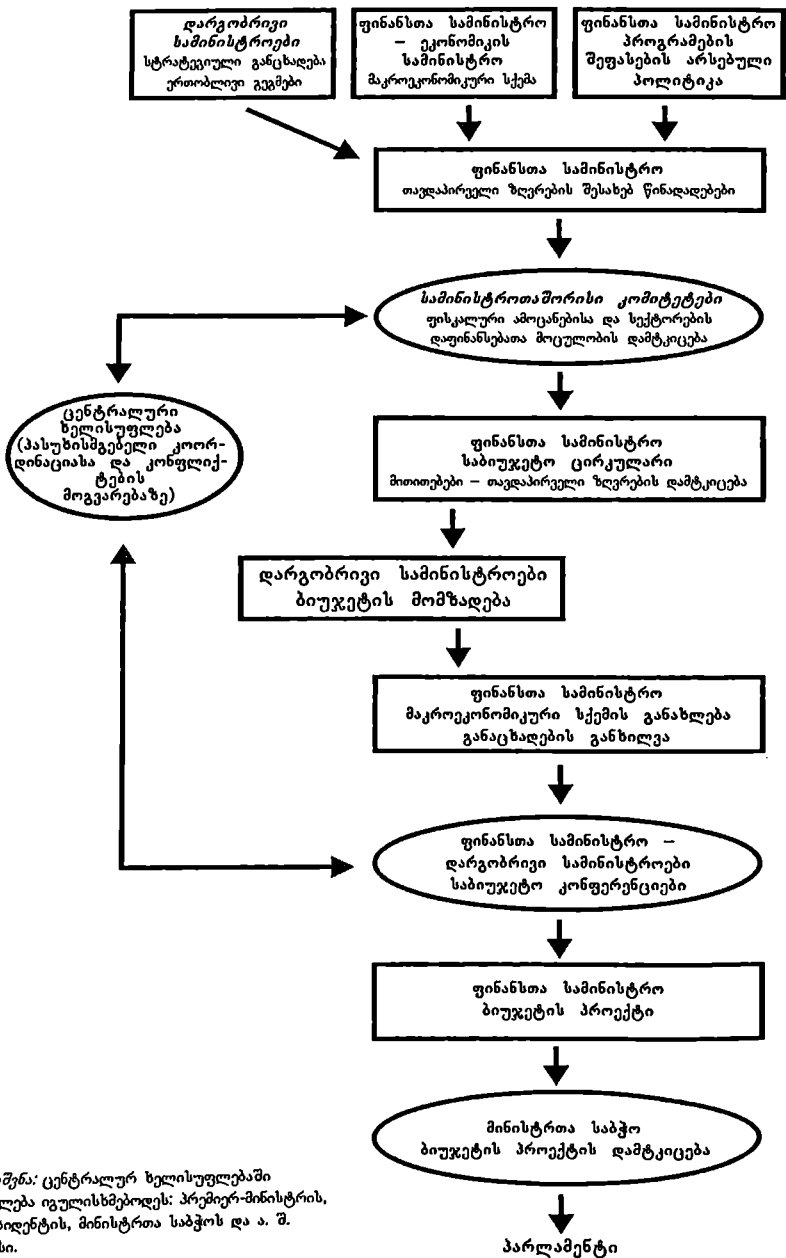 დარგობრივი
სამინისტროები
სტრატეგიული განცხადება
ერთობლივი გეგმები
ფინანსთა სამინისტრო
– ეკონომიკის
სამინისტრო
მაკროეკონომიკური სქემა
ფინანსთა სამინისტრო
პროგრამების
შეფასების არსებული
პოლიტიკა
ფინანსთა სამინისტრო
თავდაპირველი ზღვრების შესახებ წინადადებები
სამინისტროთაშორისი კომიტეტები
ფისკალური ამოცანებისა და სექტორების
დაფინანსებათა მოცულობის დამტკიცება
ცენტრალური
ხელისუფლება
(პასუხისმგებელი კოორ-
დინაციასა და კონფლიქ-
ტების
მოგვარებაზე)
ფინანსთა სამინისტრო
საბიუჯეტო ცირკულარი
მითითებები – თავდაპირველი ზღვრების დამტკიცება
დარგობრივი სამინისტროები
ბიუჯეტის მომზადება
ფინანსთა სამინისტრო
მაკროეკონომიკური სქემის განახლება
განაცხადების განხილვა
ფინანსთა სამინისტრო –
დარგობრივი სამინისტროები
საბიუჯეტო კონფერენციები
ფინანსთა სამინისტრო
ბიუჯეტის პროექტი
მინისტრთა საბჭო
ბიუჯეტის პროექტის დამტკიცება
ცენტრალურ ხელისუფლებაში
იგულისხმებოდეს: პრემიერ-მინისტრის,
მინისტრთა საბჭოს და ა. შ.
პარლამენტი